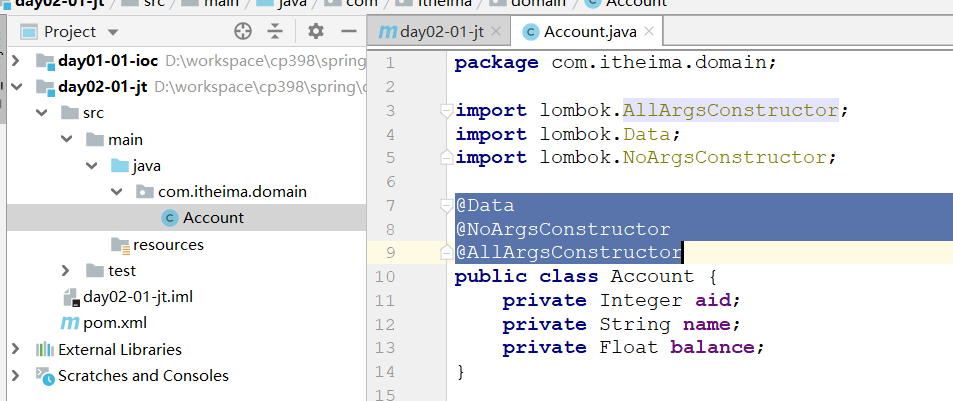 day02-01-jt src main java com itheima domain Account
Project
day01-01-ioc D:\workspace\cp398\spring
day02-01-jt D:\workspace\cp398\spring\
src
main
java
com.itheima.domain
Account
resources
test
day02-01-jt.iml
pom.xml
External Libraries
Scratches and Consoles
day02-01-jt
Account.java
1 package com.itheima.domain;
2
3 import lombok.AllArgsConstructor;
4 import lombok.Data;
5 import lombok.NoArgsConstructor;
6
7 @Data
8 @NoArgsConstructor
9 @AllArgsConstructor
10 public class Account {
11 private Integer aid;
12 private String name;
13 private Float balance;
14 }
15